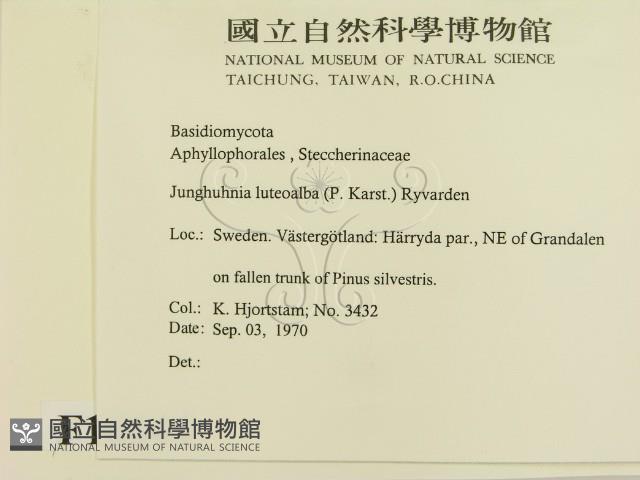 國立自然科學博物館
NATIONAL MUSEUM OF NATURAL SCIENCE
TAICHUNG, TAIWAN, R.O.CHINA
Basidiomycota
Aphyllophorales , Steccherinaceae
Junghuhnia luteoalba (P. Karst.) Ryvarden
Loc.: Sweden. Västergötland: Härryda par., NE of Grandalen
on fallen trunk of Pinus silvestris.
Col.: K. Hjortstam; No. 3432
Date: Sep. 03, 1970
Det.:
國立自然科學博物館
NATIONAL MUSEUM OF NATURAL SCIENCE